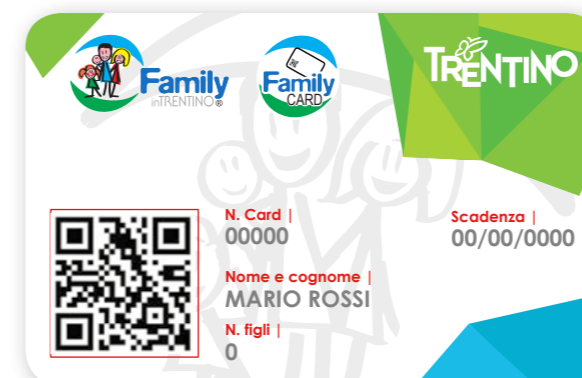 Family
inTRENTINO®
Family
CARD
TRENTINO
N. Card |
00000
Scadenza |
00/00/0000
Nome e cognome |
MARIO ROSSI
N. figli |
0